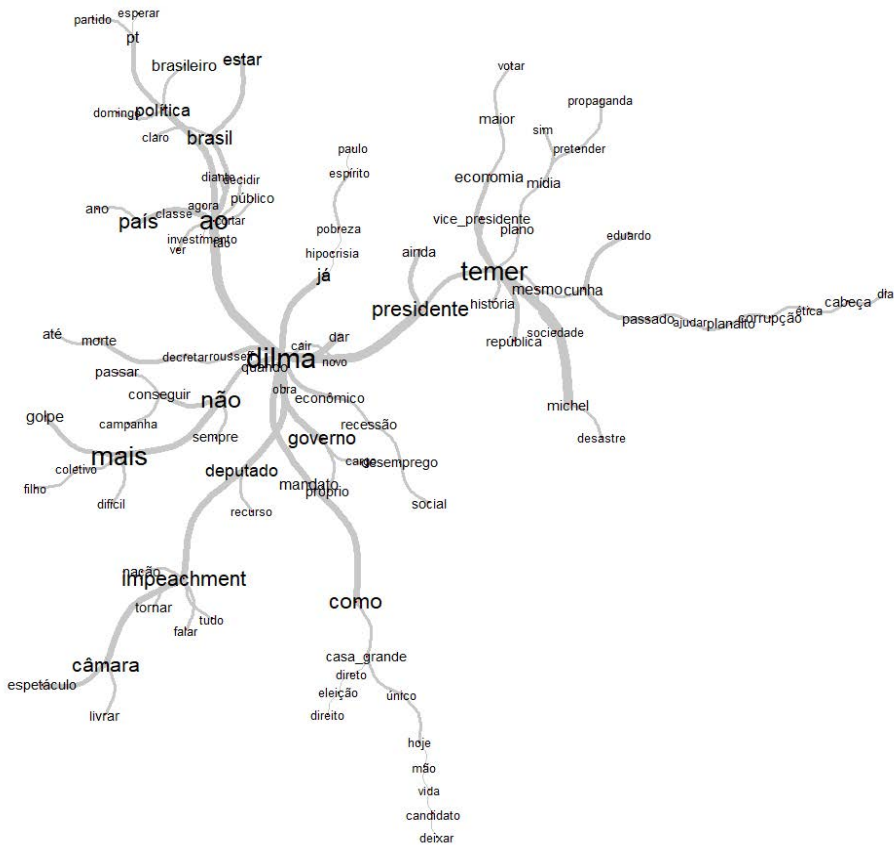 esperar
partido
pt
estar
brasileiro
votar
política
propaganda
domingo
maior
brasil
sim
claro
paulo
pretender
espírito
economia
diante
decidir
mídia
público
agora
ano
classe
país
ao
cortar
vice_presidente
pobreza
plano
eduardo
investimento
tão
ver
hipocrisia
ainda
temer
já
mesmo
cunha
dia
história
cabeça
presidente
ética
passado
ajudar
planalto
corrupção
até
sociedade
morte
dar
república
cair
decretar
rousseff
dilma
novo
quando
passar
obra
conseguir
econômico
não
michel
golpe
campanha
recessão
sempre
governo
desastre
mais
cargo
desemprego
coletivo
deputado
mandato
filho
próprio
difícil
social
recurso
nação
impeachment
como
tornar
tudo
falar
casa_grande
câmara
direto
espetáculo
eleição
único
livrar
direito
hoje
mão
vida
candidato
deixar